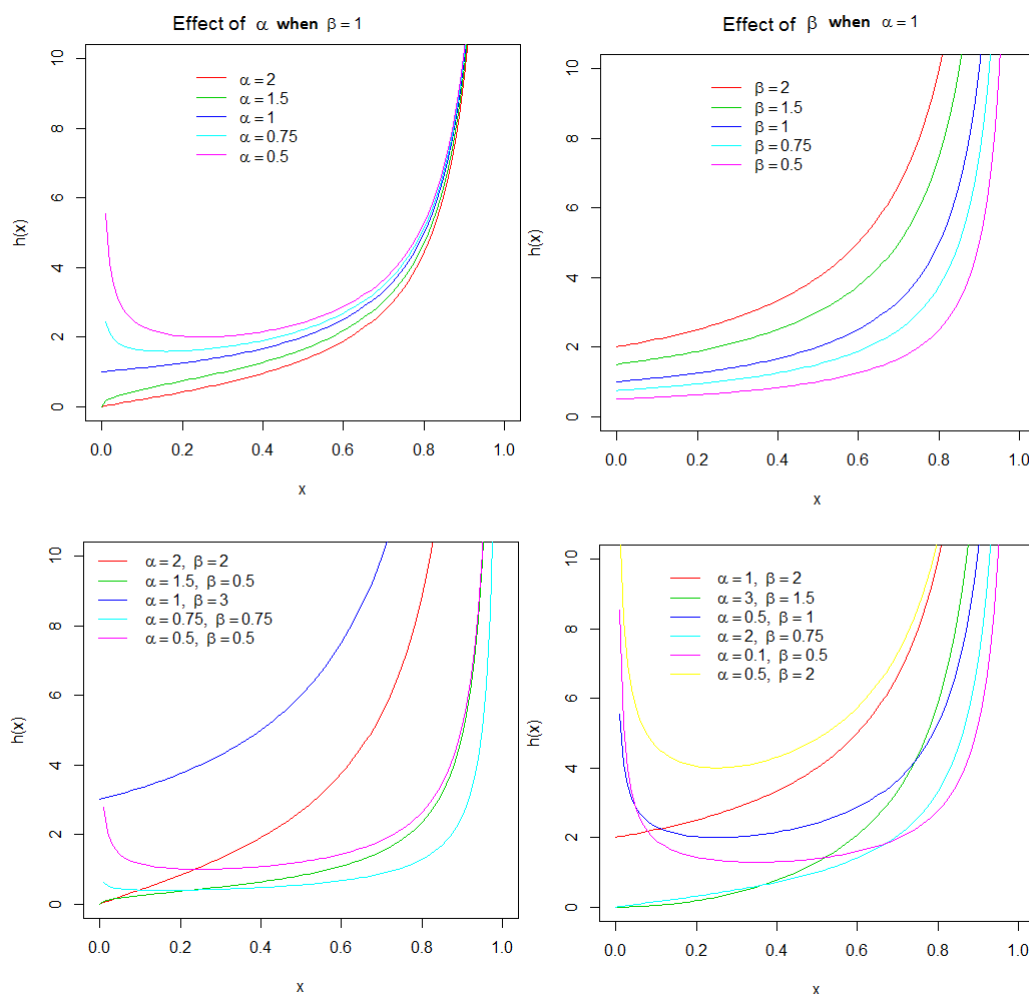 Effect of α when β = 1
h(x)
10
8
6
4
2
0
α = 2
α = 1.5
α = 1
α = 0.75
α = 0.5
0.0 0.2 0.4 0.6 0.8 1.0
x
Effect of β when α = 1
h(x)
10
8
6
4
2
0
β = 2
β = 1.5
β = 1
β = 0.75
β = 0.5
0.0 0.2 0.4 0.6 0.8 1.0
x
h(x)
10
8
6
4
2
0
α = 2, β = 2
α = 1.5, β = 0.5
α = 1, β = 3
α = 0.75, β = 0.75
α = 0.5, β = 0.5
0.0 0.2 0.4 0.6 0.8 1.0
x
h(x)
10
8
6
4
2
0
α = 1, β = 2
α = 3, β = 1.5
α = 0.5, β = 1
α = 2, β = 0.75
α = 0.1, β = 0.5
α = 0.5, β = 2
0.0 0.2 0.4 0.6 0.8 1.0
x